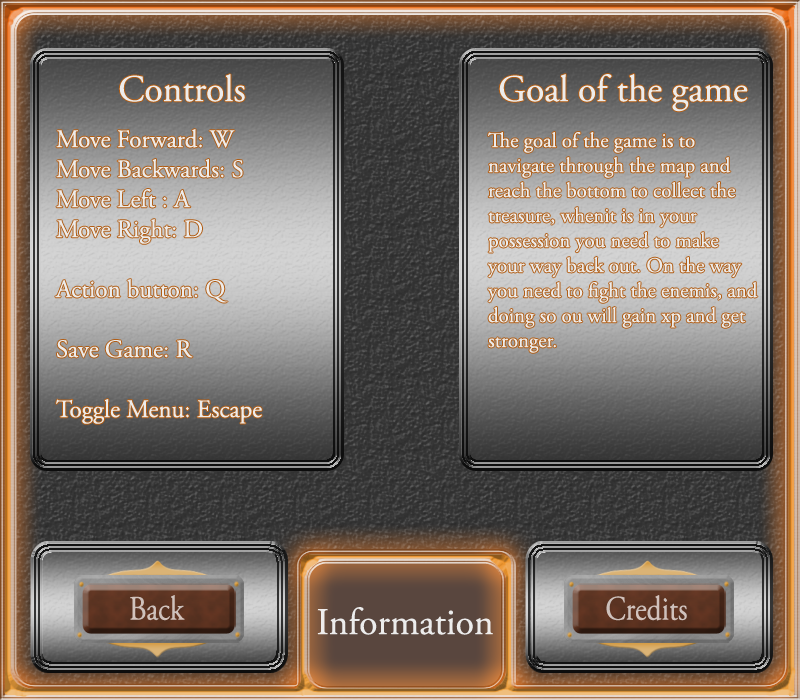 Controls
Move Forward: W
Move Backwards: S
Move Left : A
Move Right: D
Action button: Q
Save Game: R
Toggle Menu: Escape
Goal of the game
The goal of the game is to
navigate through the map and
reach the bottom to collect the
treasure, whenit is in your
possession you need to make
your way back out. On the way
you need to fight the enemis, and
doing so ou will gain xp and get
stronger.
Back
Information
Credits